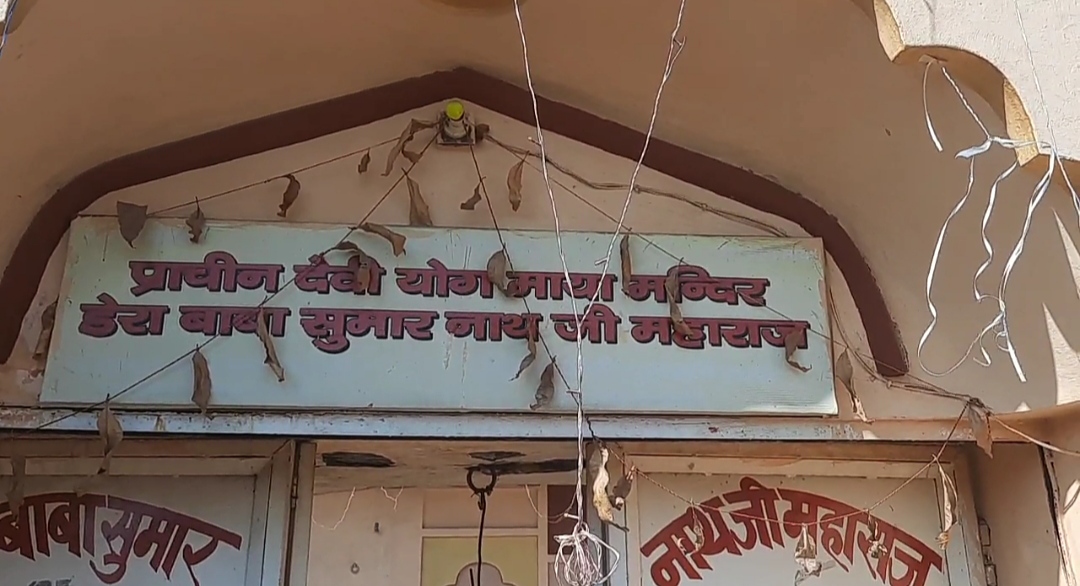 प्राचीन देवी योग माया मन्दिर
डेरा बाबा सुमार नाथ जी महाराज
बाबा सुमार
नाथ जी महाराज